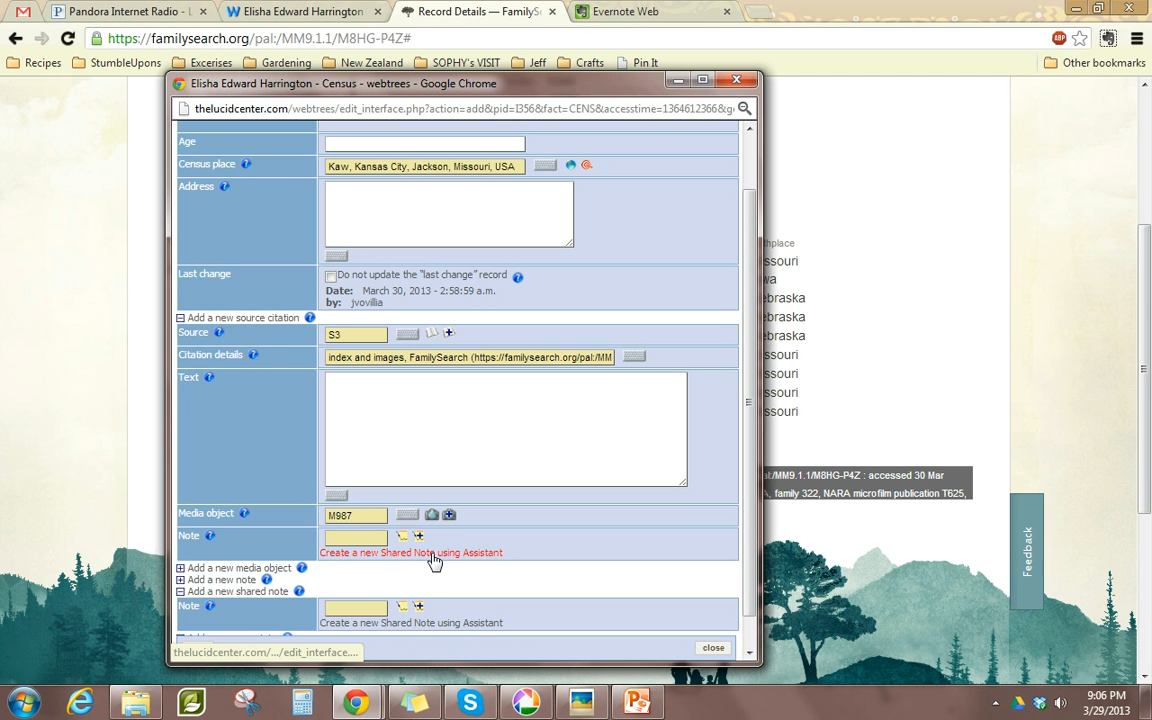 Pandora Internet Radio - L
Elisha Edward Harrington
Record Details — FamilyS
Evernote Web
https://familysearch.org/pal:/MM9.1.1/M8HG-P4Z#
ABP
Recipes
StumbleUpons
Excerises
Gardening
New Zealand
SOPHY's VISIT
Jeff
Crafts
Pin It
Other bookmarks
Elisha Edward Harrington - Census - webtrees - Google Chrome
thelucidcenter.com/webtrees/edit_interface.php?action=add&pid=I356&fact=CENS&accesstime=1364612366&g
Age
Census place
Kaw, Kansas City, Jackson, Missouri, USA
Address
Last change
Do not update the “last change” record
Date: March 30, 2013 - 2:58:59 a.m.
by: jvovillia
Add a new source citation
Source
S3
Citation details
index and images, FamilySearch (https://familysearch.org/pal:/MM
Text
Media object
M987
Note
Create a new Shared Note using Assistant
Add a new media object
Add a new note
Add a new shared note
Note
Create a new Shared Note using Assistant
thelucidcenter.com/.../edit_interface....
close
thplace
ssouri
wa
ebraska
ebraska
ebraska
ssouri
ssouri
ssouri
ssouri
pal:/MM9.1.1/M8HG-P4Z : accessed 30 Mar
A, family 322, NARA microfilm publication T625,
Feedback
9:06 PM
3/29/2013